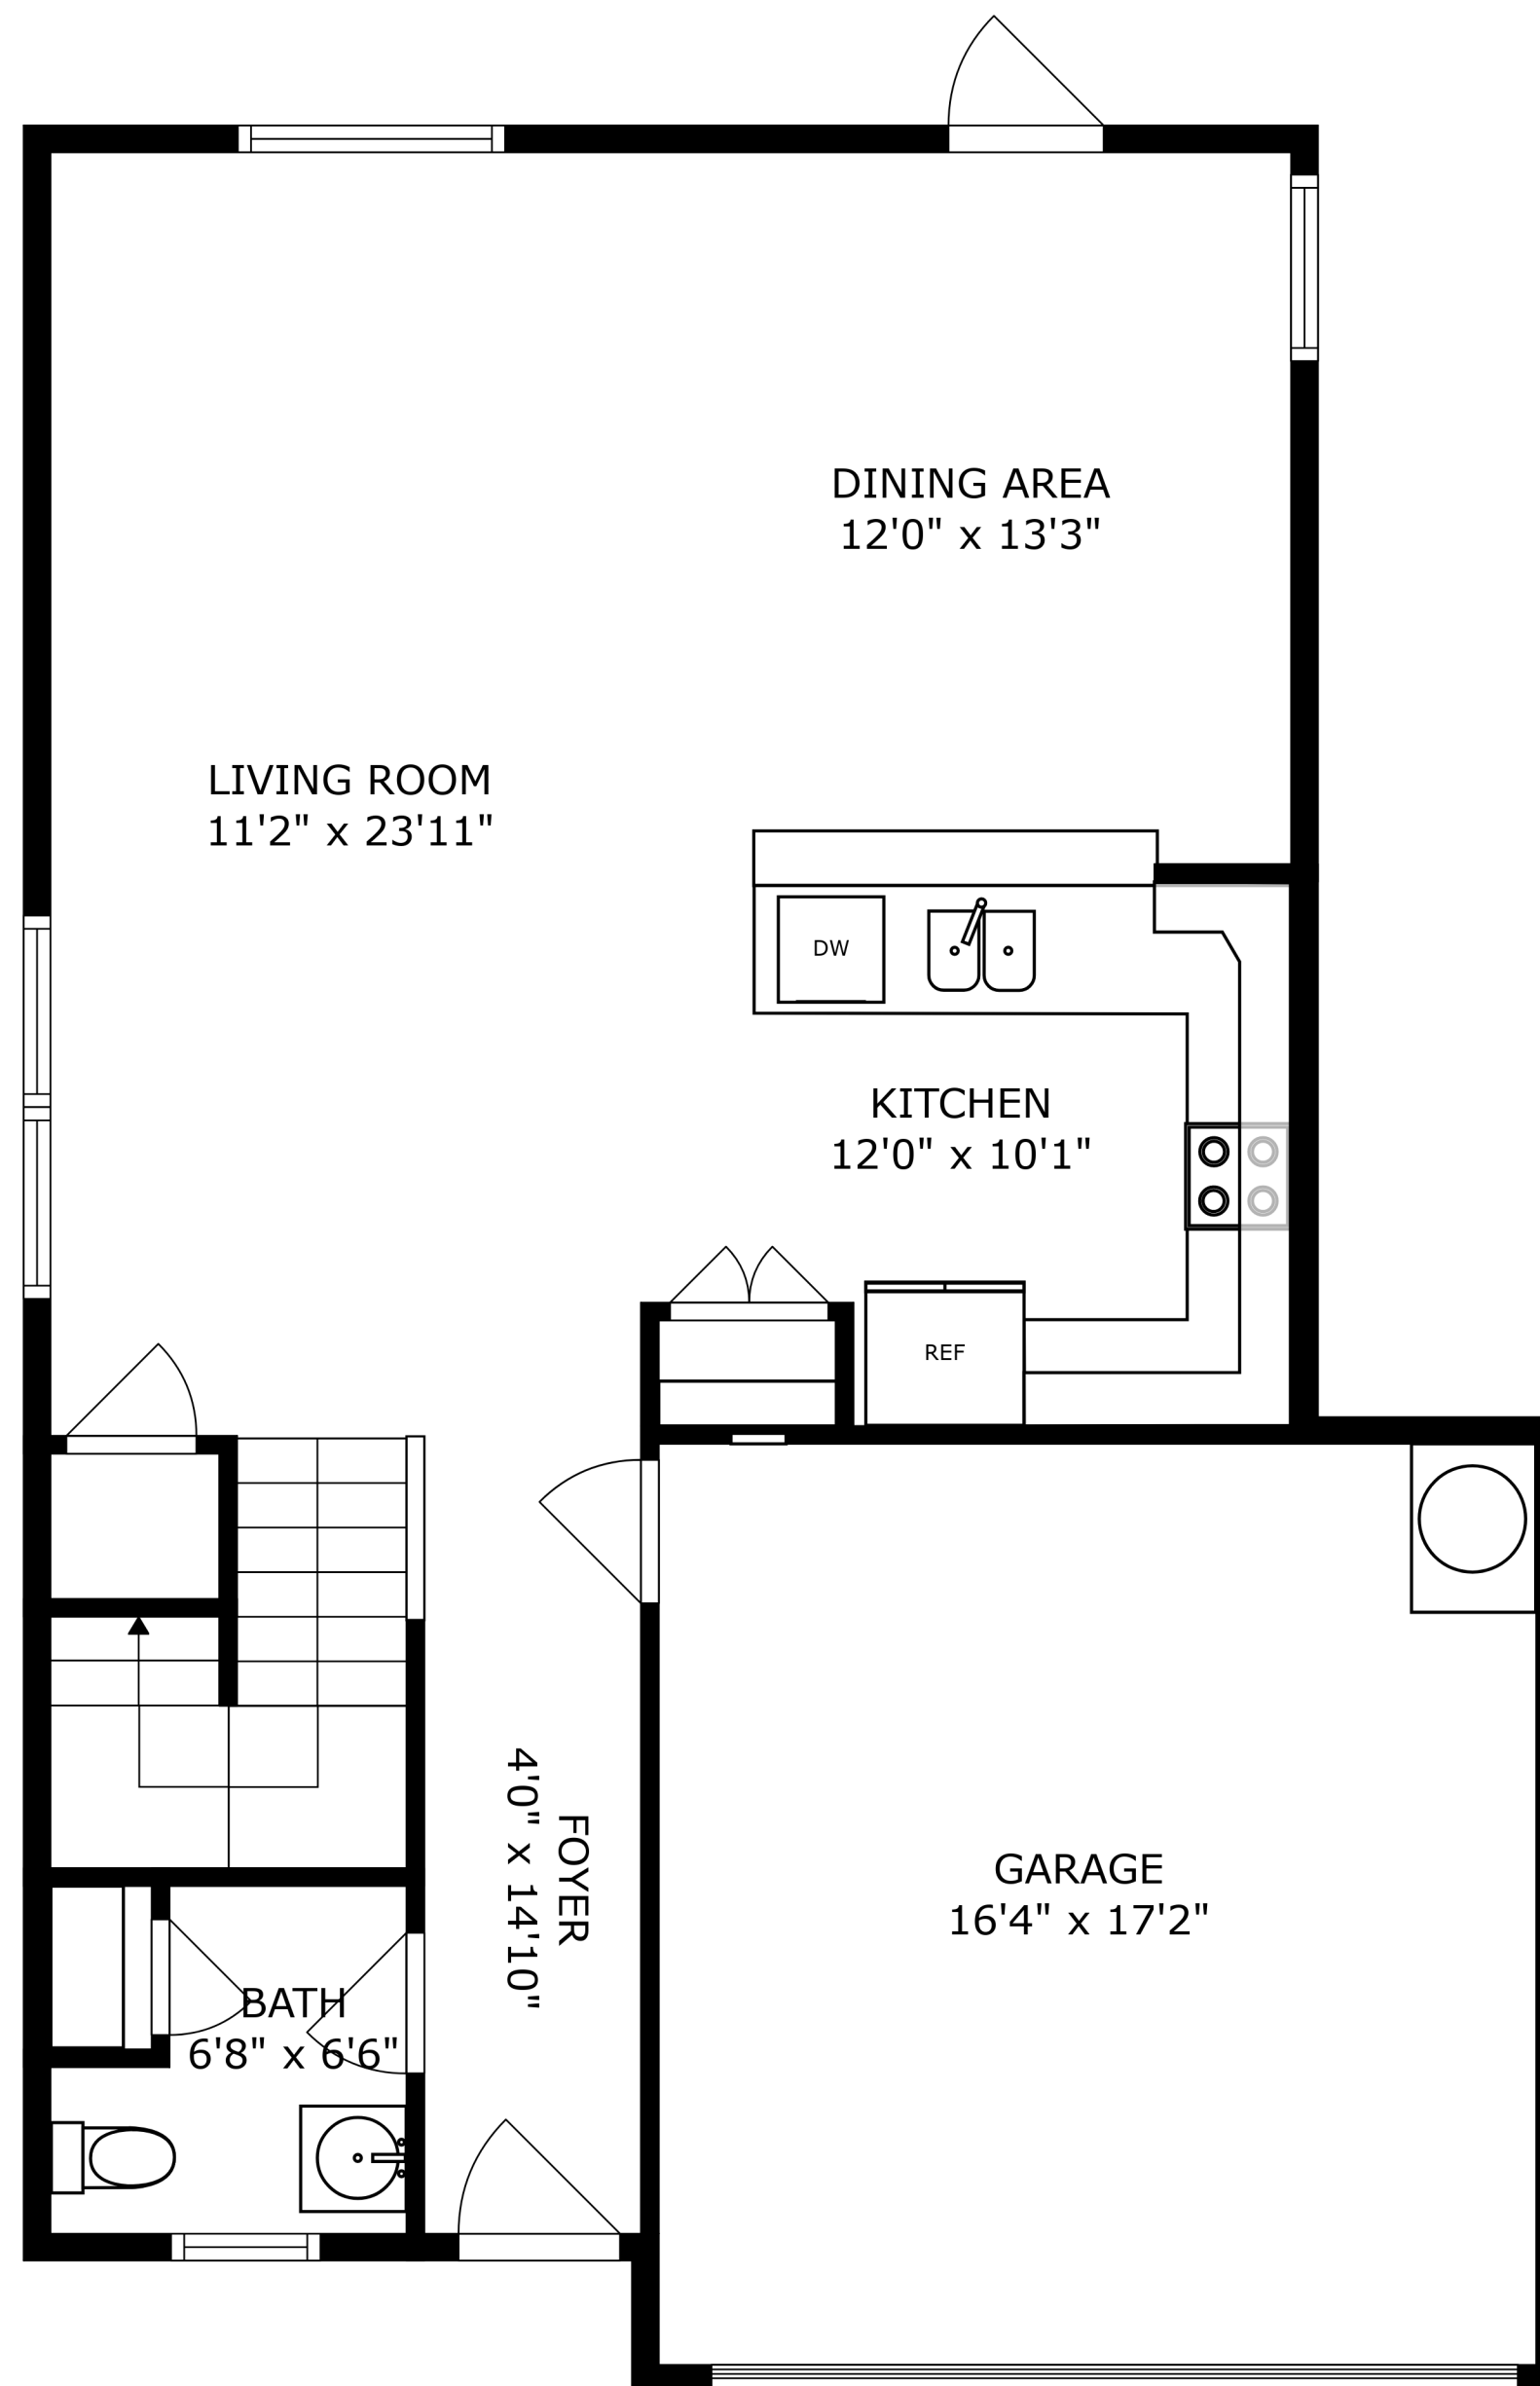 DINING AREA
12'0" x 13'3"
LIVING ROOM
11'2" x 23'11"
DW
KITCHEN
12'0" x 10'1"
REF
FOYER
4'0" x 14'10"
GARAGE
16'4" x 17'2"
BATH
6'8" x 6'6"